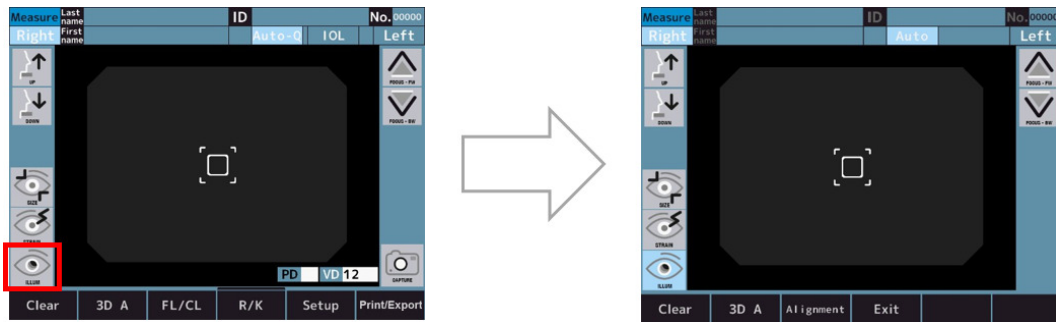 Measure Last name ID No. 00000
Right First name Auto-Q IOL Left
UP
FOCUS - FW
DOWN
FOCUS - BW
SIZE
STRAIN
ILLUM
CAPTURE
PD VD 12
Clear 3D A FL/CL R/K Setup Print/Export
Measure Last name ID No. 00000
Right First name Auto Left
UP
FOCUS - FW
DOWN
FOCUS - BW
SIZE
STRAIN
ILLUM
Clear 3D A Alignment Exit